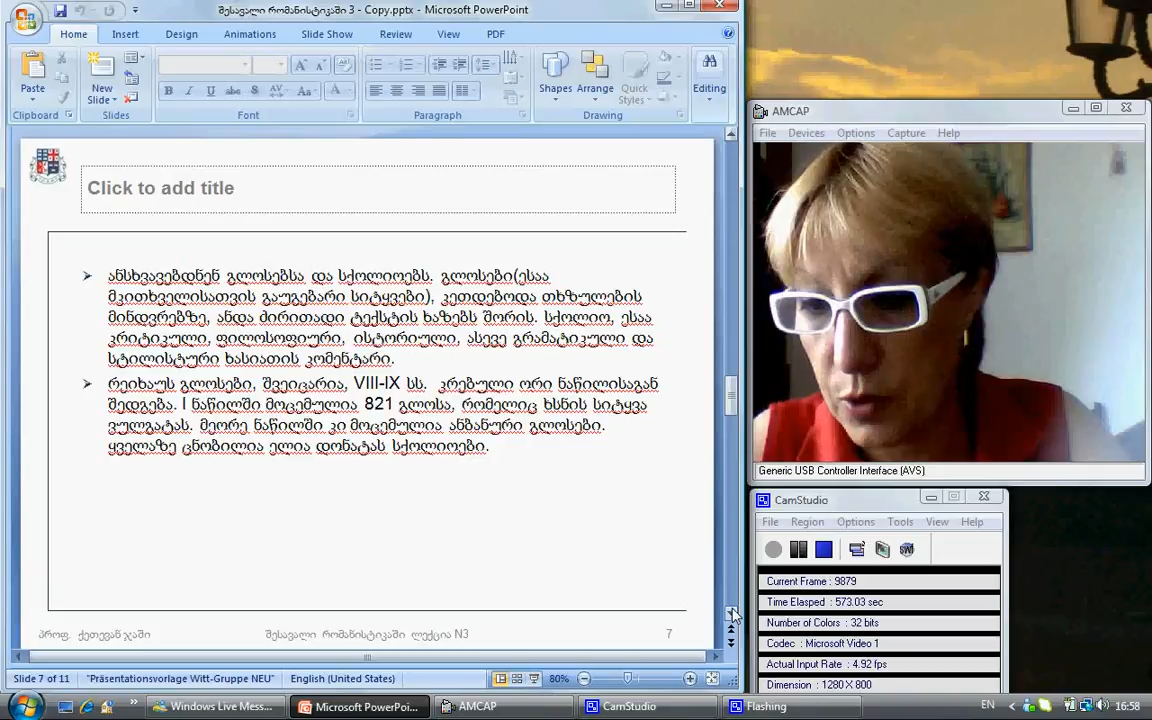 შესავალი რომანისტიკაში 3 - Copy.pptx - Microsoft PowerPoint
Home Insert Design Animations Slide Show Review View PDF
Paste
New Slide
Shapes Arrange Quick Styles
Editing
Clipboard Slides Font Paragraph Drawing
Click to add title
ანსხვავებდნენ გლოსებსა და სქოლიოებს. გლოსები(ესაა
მკითხველისათვის გაუგებარი სიტყვები), კეთდებოდა თხზულების
მინდვრებზე, ანდა ძირითადი ტექსტის ხაზებს შორის. სქოლიო, ესაა
კრიტიკული, ფილოსოფიური, ისტორიული, ასევე გრამატიკული და
სტილისტური ხასიათის კომენტარი.
რეიხაუს გლოსები, შვეიცარია, VIII-IX სს. კრებული ორი ნაწილისაგან
შედგება. I ნაწილში მოცემულია 821 გლოსა, რომელიც ხსნის სიტყვა
ვულგატას. მეორე ნაწილში კი მოცემულია ანბანური გლოსები.
ყველაზე ცნობილია ელია დონატას სქოლიოები.
პროფ. ქეთევან ჯაში შესავალი რომანისტიკაში ლექცია N3 7
Slide 7 of 11 "Präsentationsvorlage Witt-Gruppe NEU" English (United States) 80%
AMCAP
File Devices Options Capture Help
Generic USB Controller Interface (AVS)
CamStudio
File Region Options Tools View Help
Current Frame : 9879
Time Elasped : 573.03 sec
Number of Colors : 32 bits
Codec : Microsoft Video 1
Actual Input Rate : 4.92 fps
Dimension : 1280 X 800
Windows Live Mess... Microsoft PowerPoi... AMCAP CamStudio Flashing EN 16:58